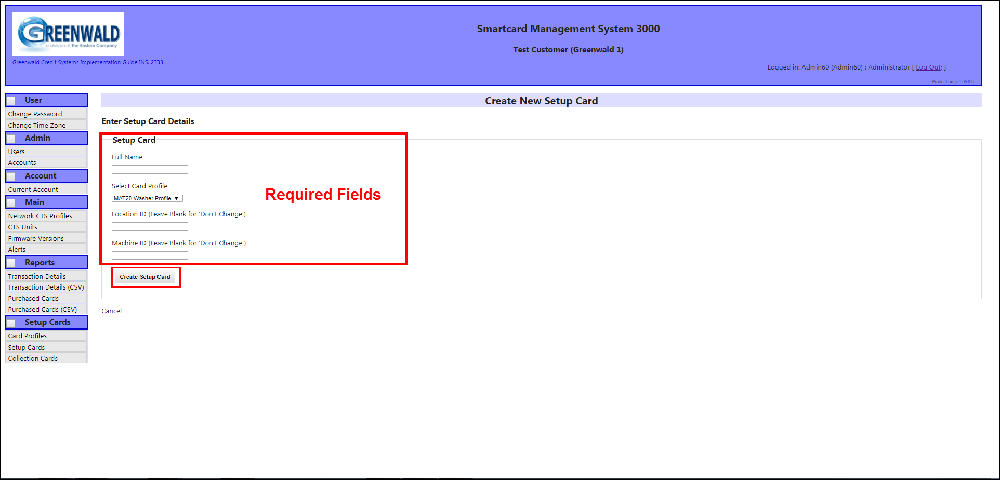 GREENWALD
a division of The Eastern Company
Greenwald Credit Systems Implementation Guide INS. 2333
Smartcard Management System 3000
Test Customer (Greenwald 1)
Logged in: Admin60 (Admin60) : Administrator [ Log Out; ]
Production (v 1.06.02)
- User
Change Password
Change Time Zone
- Admin
Users
Accounts
- Account
Current Account
- Main
Network CTS Profiles
CTS Units
Firmware Versions
Alerts
- Reports
Transaction Details
Transaction Details (CSV)
Purchased Cards
Purchased Cards (CSV)
- Setup Cards
Card Profiles
Setup Cards
Collection Cards
Create New Setup Card
Enter Setup Card Details
Setup Card
Full Name
Select Card Profile
MAT20 Washer Profile ▼
Required Fields
Location ID (Leave Blank for 'Don't Change')
Machine ID (Leave Blank for 'Don't Change')
Create Setup Card
Cancel